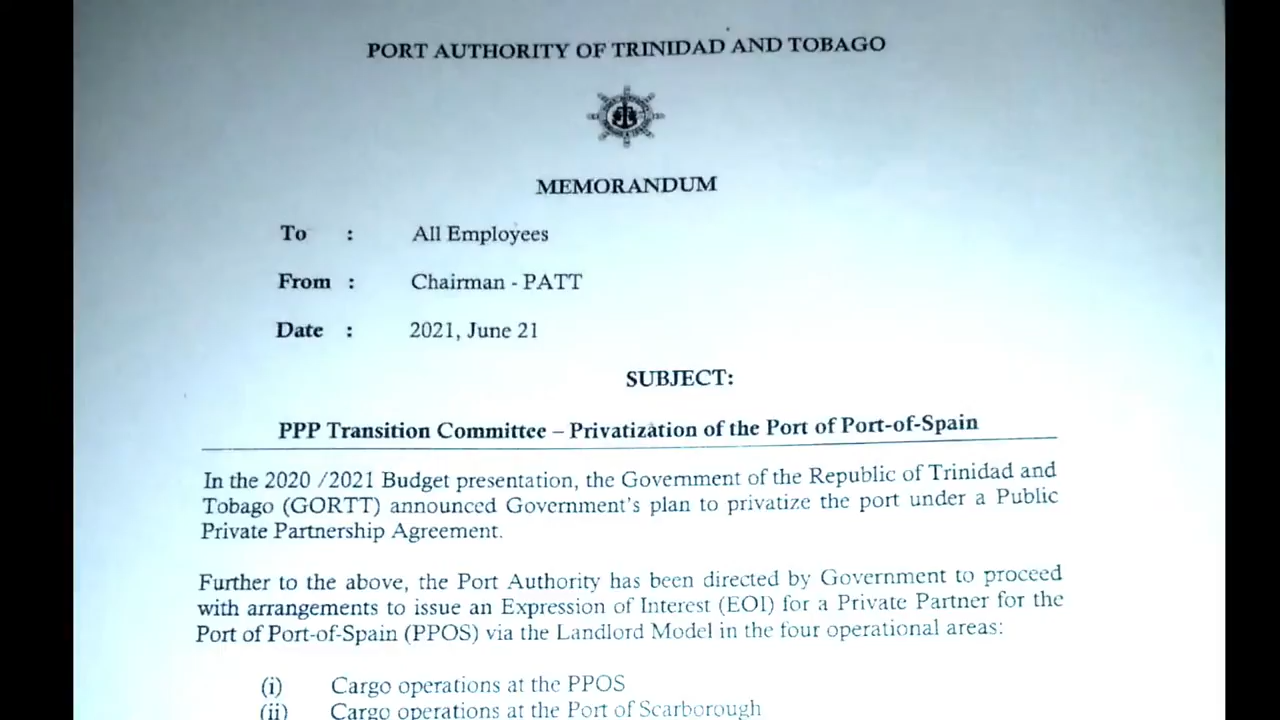 PORT AUTHORITY OF TRINIDAD AND TOBAGO
MEMORANDUM
To : All Employees
From : Chairman - PATT
Date : 2021, June 21
SUBJECT:
PPP Transition Committee – Privatization of the Port of Port-of-Spain
In the 2020 /2021 Budget presentation, the Government of the Republic of Trinidad and
Tobago (GORTT) announced Government's plan to privatize the port under a Public
Private Partnership Agreement.
Further to the above, the Port Authority has been directed by Government to proceed
with arrangements to issue an Expression of Interest (EOI) for a Private Partner for the
Port of Port-of-Spain (PPOS) via the Landlord Model in the four operational areas:
(i) Cargo operations at the PPOS
(ii) Cargo operations at the Port of Scarborough